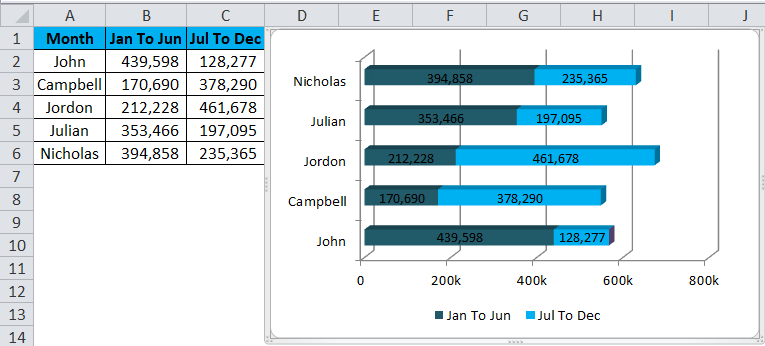 A B C D E F G H I J
1 Month Jan To Jun Jul To Dec
2 John 439,598 128,277
3 Campbell 170,690 378,290
4 Jordon 212,228 461,678
5 Julian 353,466 197,095
6 Nicholas 394,858 235,365
7
8
9
10
11
12
13
14
Nicholas 394,858 235,365
Julian 353,466 197,095
Jordon 212,228 461,678
Campbell 170,690 378,290
John 439,598 128,277
0 200k 400k 600k 800k
Jan To Jun Jul To Dec